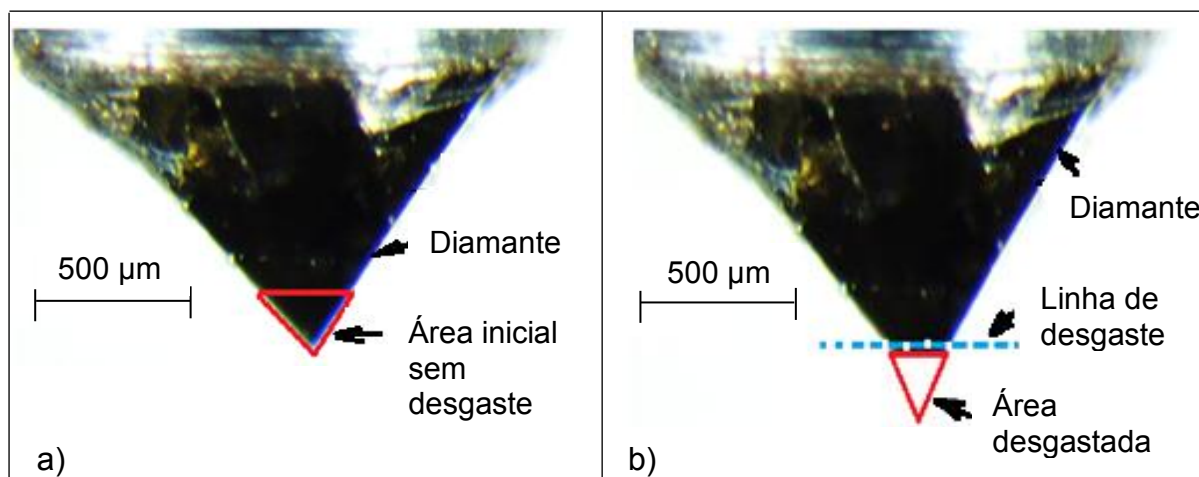 500 µm
Diamante
Área inicial
sem
desgaste
a)
500 µm
Diamante
Linha de
desgaste
Área
desgastada
b)